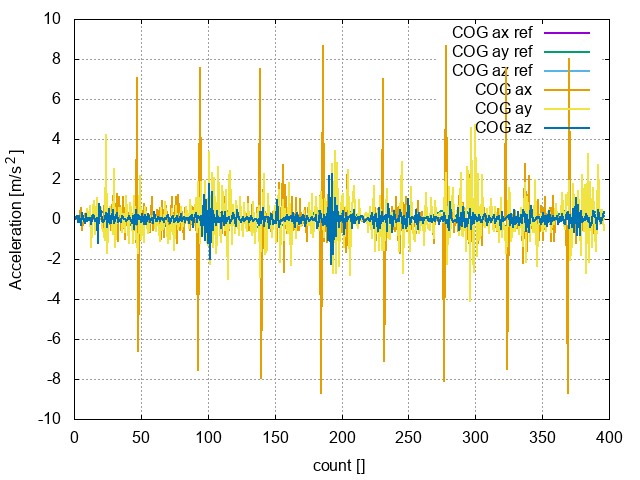 10
8
6
4
2
0
-2
-4
-6
-8
-10
Acceleration [m/s 2 ]
COG ax ref
COG ay ref
COG az ref
COG ax
COG ay
COG az
0 50 100 150 200 250 300 350 400
count []